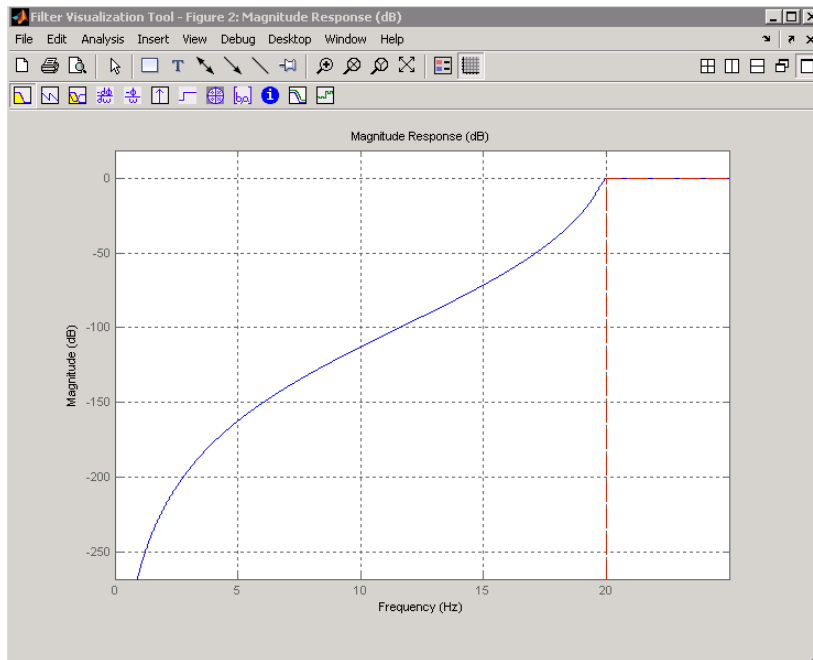 Filter Visualization Tool - Figure 2: Magnitude Response (dB)
File Edit Analysis Insert View Debug Desktop Window Help
Magnitude Response (dB)
0
-50
-100
-150
-200
-250
Magnitude (dB)
0 5 10 15 20
Frequency (Hz)